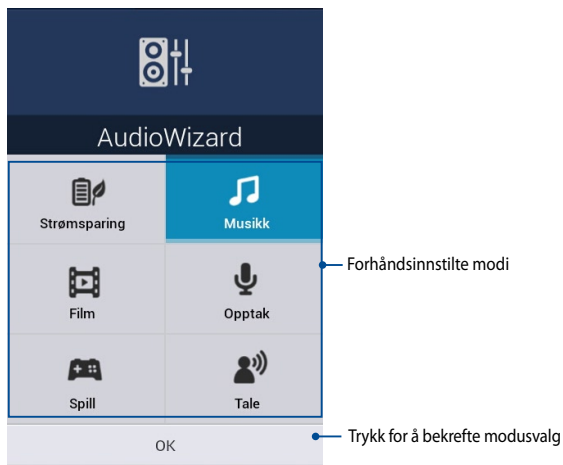 AudioWizard
Strømsparing
Musikk
Film
Opptak
Forhåndsinnstilte modi
Spill
Tale
OK
Trykk for å bekrefte modusvalg